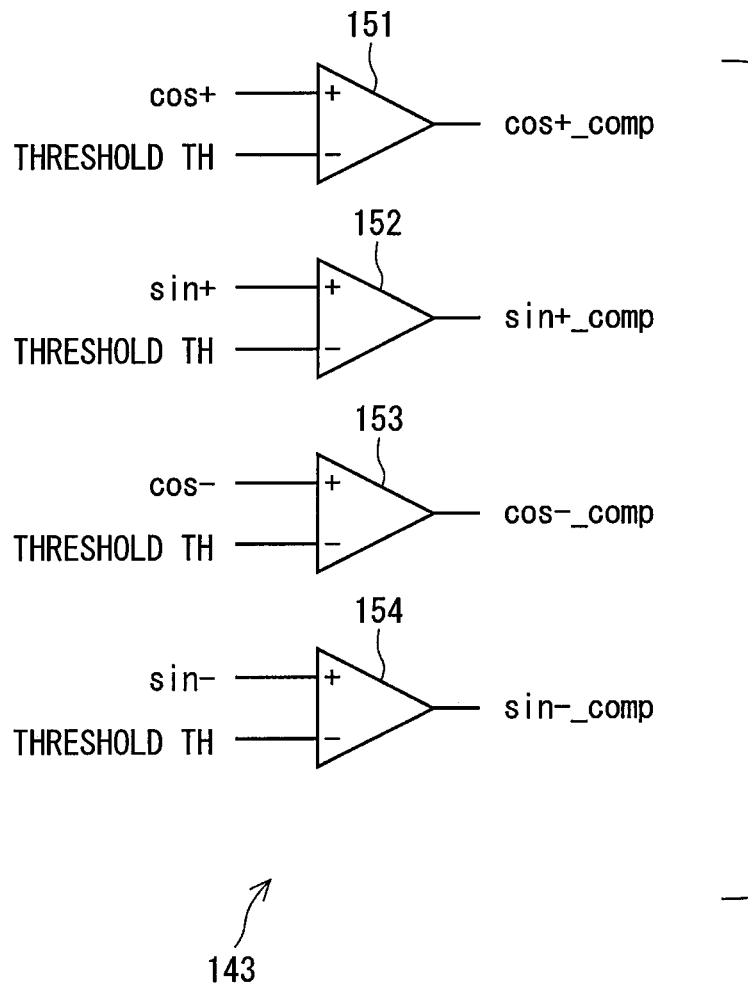 151
cos+
+
cos+_comp
THRESHOLD TH
−
152
sin+
+
sin+_comp
THRESHOLD TH
−
153
cos−
+
cos−_comp
THRESHOLD TH
−
154
sin−
+
sin−_comp
THRESHOLD TH
−
143